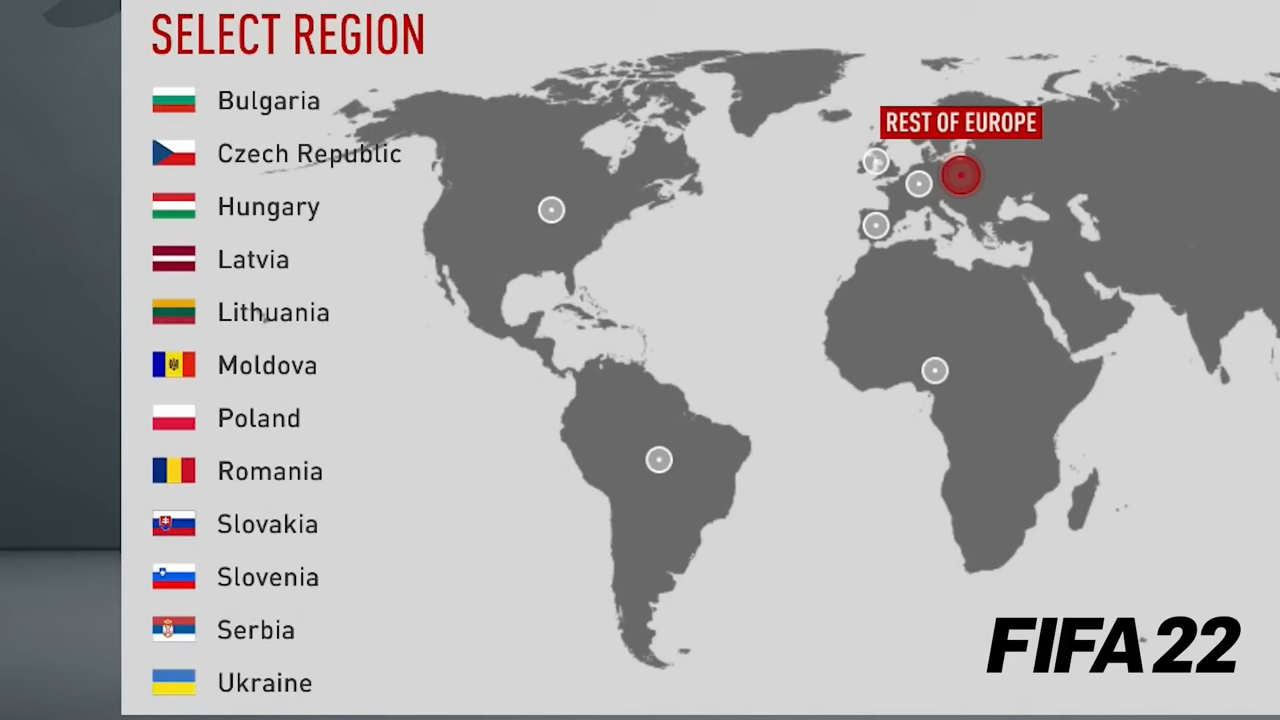 SELECT REGION
Bulgaria
Czech Republic
Hungary
Latvia
Lithuania
Moldova
Poland
Romania
Slovakia
Slovenia
Serbia
Ukraine
REST OF EUROPE
FIFA 22